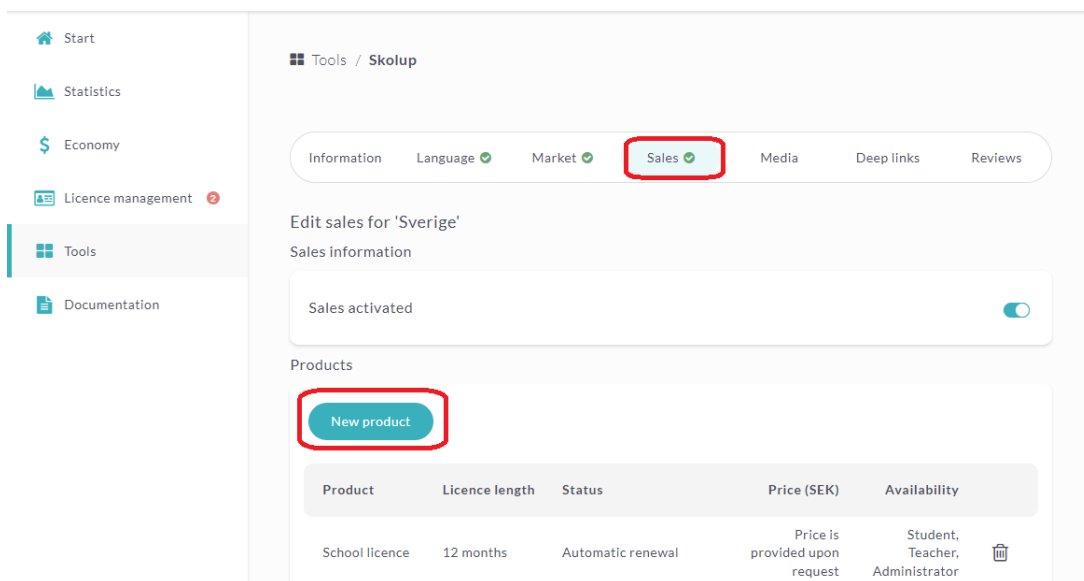 Start
Statistics
Economy
Licence management 2
Tools
Documentation
Tools / Skolup
Information Language Market Sales Media Deep links Reviews
Edit sales for 'Sverige'
Sales information
Sales activated
Products
New product
Product Licence length Status Price (SEK) Availability
School licence 12 months Automatic renewal Price is provided upon request Student, Teacher, Administrator